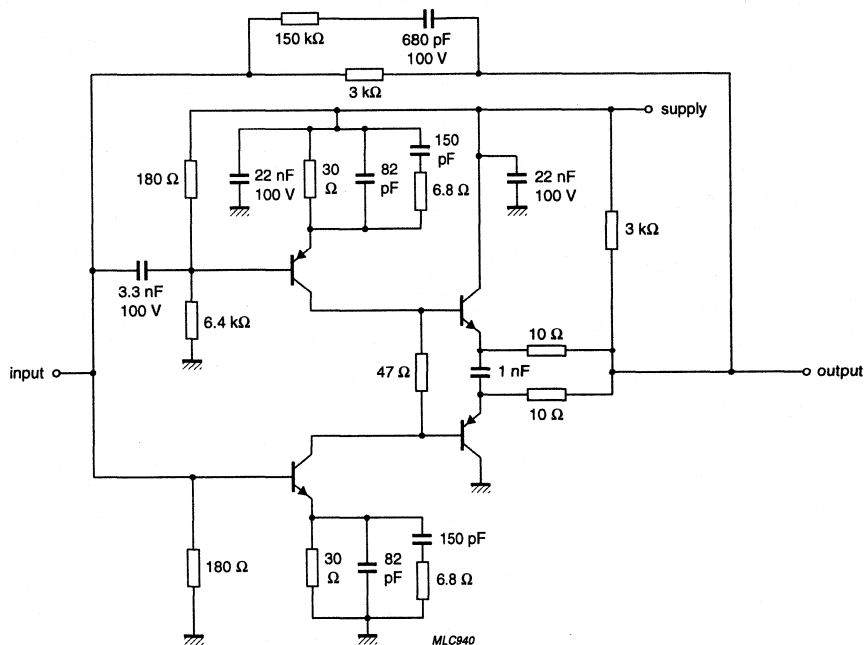 150 kΩ
680 pF
100 V
3 kΩ
supply
180 Ω
22 nF
100 V
30
Ω
82
pF
150
pF
6.8 Ω
22 nF
100 V
3 kΩ
3.3 nF
100 V
6.4 kΩ
10 Ω
input
47 Ω
1 nF
output
10 Ω
180 Ω
30
Ω
82
pF
150 pF
6.8 Ω
MLC940